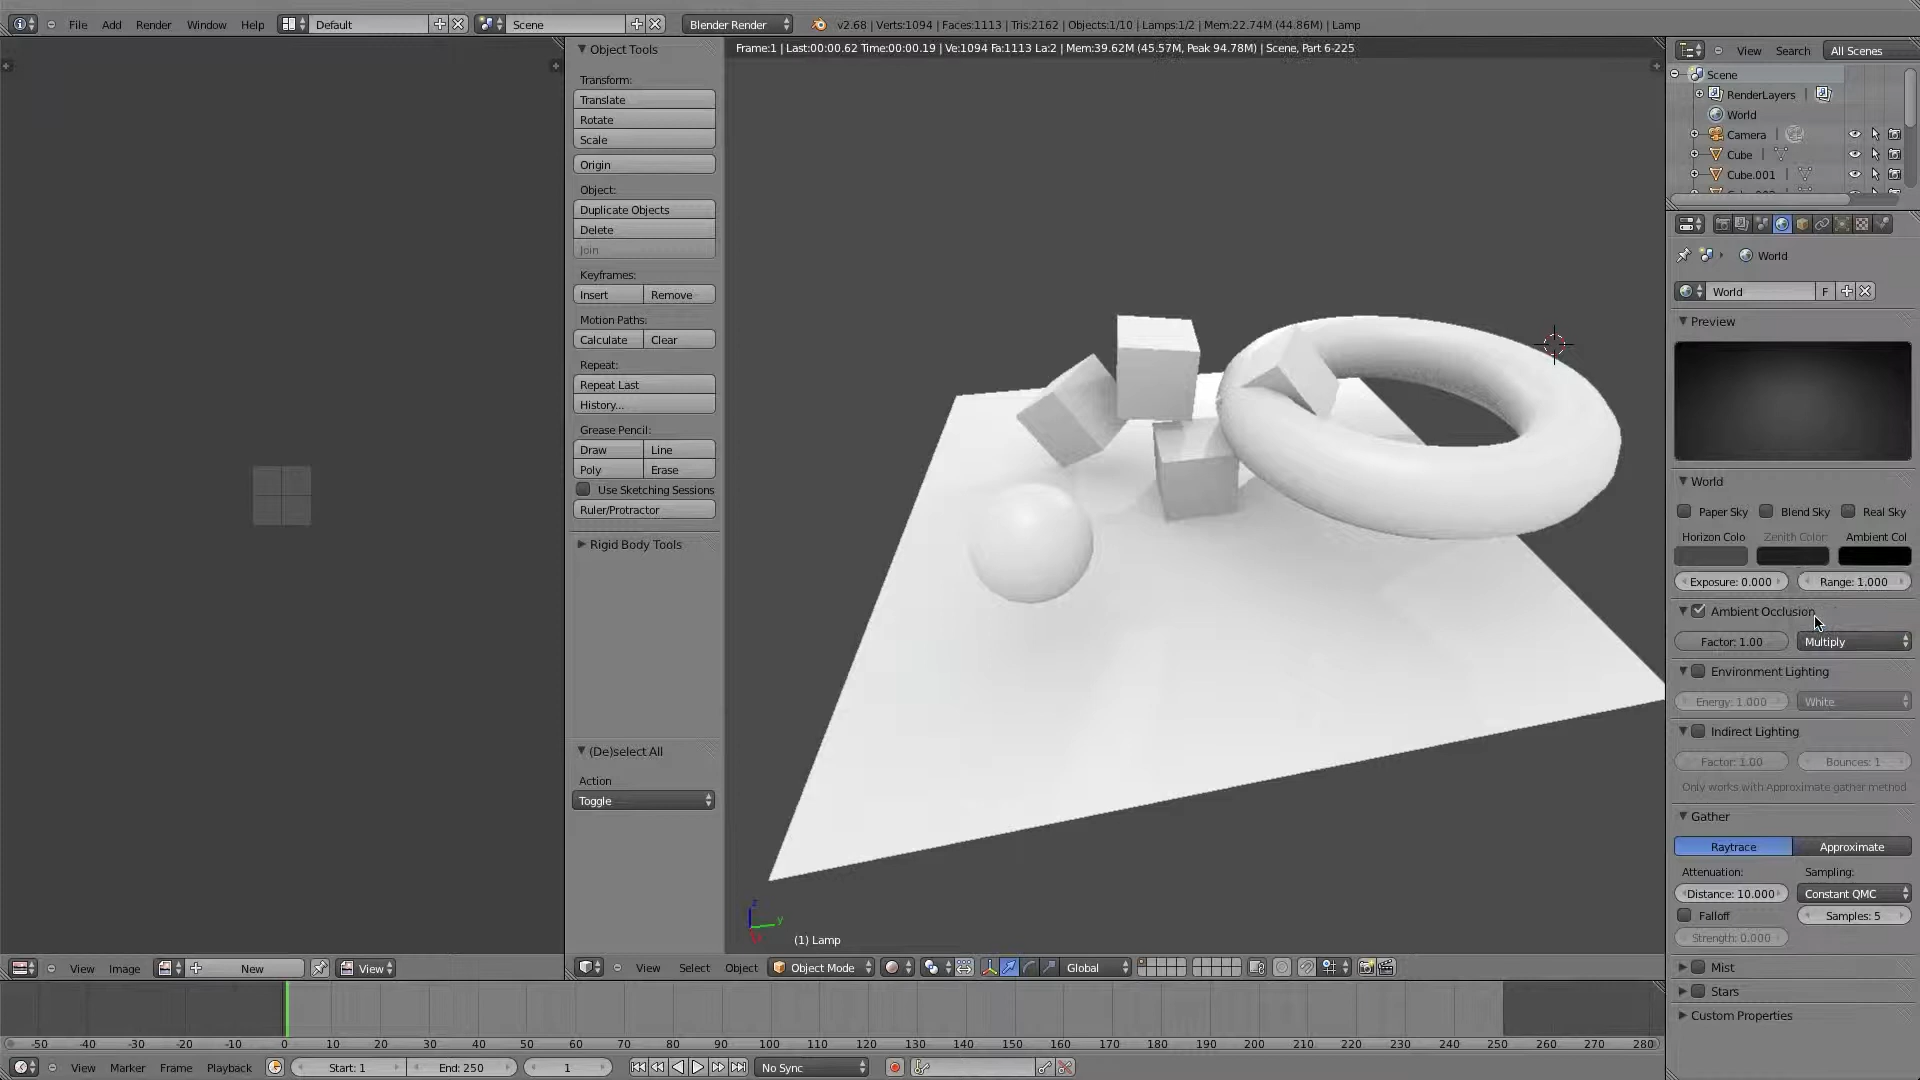 File Add Render Window Help Default Scene Blender Render v2.68 | Verts:1094 | Faces:1113 | Tris:2162 | Objects:1/10 | Lamps:1/2 | Mem:22.74M (44.86M) | Lamp
Object Tools
Transform:
Translate
Rotate
Scale
Origin
Object:
Duplicate Objects
Delete
Join
Keyframes:
Insert Remove
Motion Paths:
Calculate Clear
Repeat:
Repeat Last
History...
Grease Pencil:
Draw Line
Poly Erase
Use Sketching Sessions
Ruler/Protractor
Rigid Body Tools
(De)select All
Action
Toggle
Frame:1 | Last:00:00.62 Time:00:00.19 | Ve:1094 Fa:1113 La:2 | Mem:39.62M (45.57M, Peak 94.78M) | Scene, Part 6-225
z
y
(1) Lamp
View Search All Scenes
Scene
RenderLayers |
World
Camera |
Cube |
Cube.001 |
World
World F
Preview
World
Paper Sky Blend Sky Real Sky
Horizon Colo Zenith Color Ambient Col
Exposure: 0.000 Range: 1.000
Ambient Occlusion
Factor: 1.00 Multiply
Environment Lighting
Energy: 1.000 White
Indirect Lighting
Factor: 1.00 Bounces: 1
Only works with Approximate gather method
Gather
Raytrace Approximate
Attenuation: Sampling:
Distance: 10.000 Constant QMC
Falloff Samples: 5
Strength: 0.000
Mist
Stars
Custom Properties
View Image New View
View Select Object Object Mode Global
-50 -40 -30 -20 -10 0 10 20 30 40 50 60 70 80 90 100 110 120 130 140 150 160 170 180 190 200 210 220 230 240 250 260 270 280
View Marker Frame Playback Start: 1 End: 250 1 No Sync